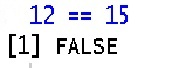 12 == 15
[1] FALSE